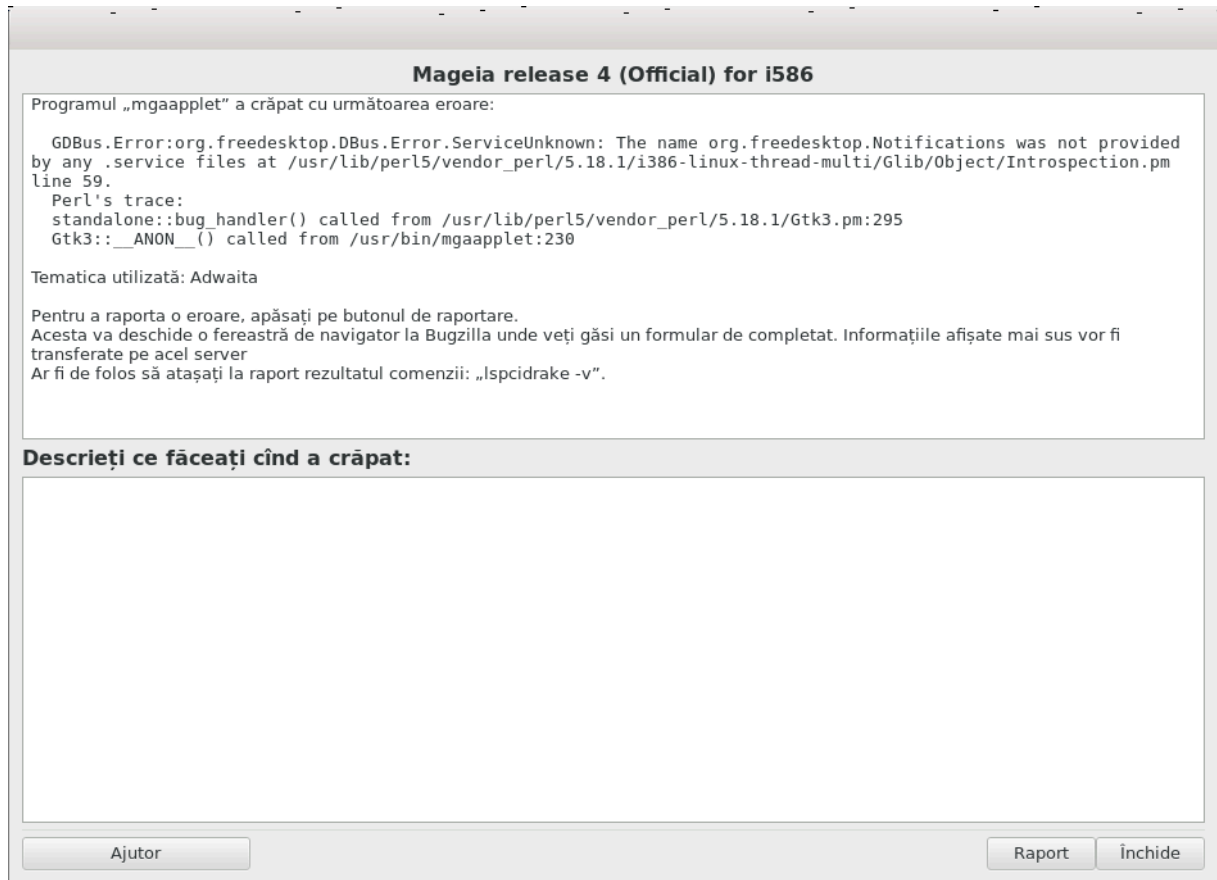 Mageia release 4 (Official) for i586
Programul „mgaapplet” a crăpat cu următoarea eroare:
GDBus.Error:org.freedesktop.DBus.Error.ServiceUnknown: The name org.freedesktop.Notifications was not provided
by any .service files at /usr/lib/perl5/vendor_perl/5.18.1/i386-linux-thread-multi/Glib/Object/Introspection.pm
line 59.
Perl's trace:
standalone::bug_handler() called from /usr/lib/perl5/vendor_perl/5.18.1/Gtk3.pm:295
Gtk3::__ANON__() called from /usr/bin/mgaapplet:230
Tematica utilizată: Adwaita
Pentru a raporta o eroare, apăsați pe butonul de raportare.
Acesta va deschide o fereastră de navigator la Bugzilla unde veți găsi un formular de completat. Informațiile afișate mai sus vor fi
transferate pe acel server
Ar fi de folos să atașați la raport rezultatul comenzii: „lspcidrake -v”.
Descrieți ce făceați cînd a crăpat:
Ajutor
Raport
Închide